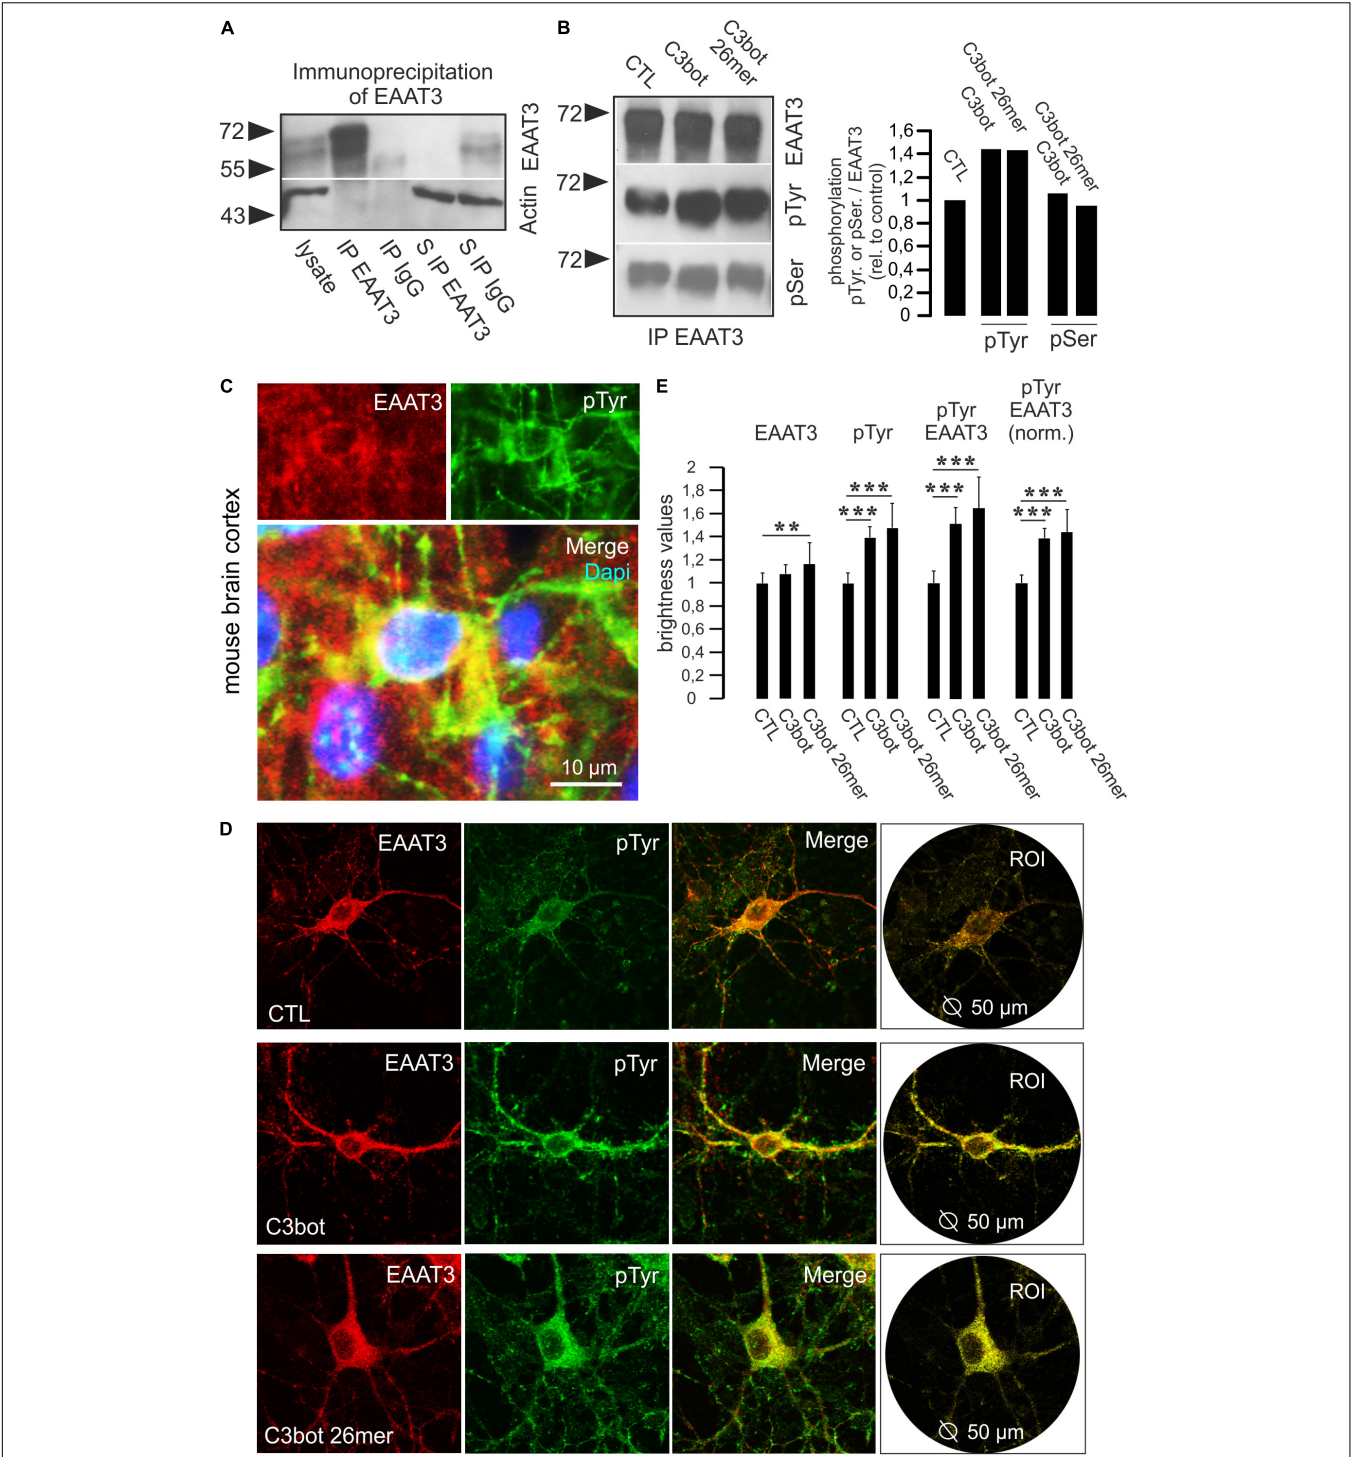 A
Immunoprecipitation
of EAAT3
72
55
43
EAAT3
Actin
lysate
IP EAAT3
IP IgG
S IP EAAT3
S IP IgG
B
CTL
C3bot
C3bot
26mer
72
72
72
EAAT3
pTyr
pSer
IP EAAT3
phosphorylation
pTyr. or pSer. / EAAT3
(rel. to control)
1,6
1,4
1,2
1
0,8
0,6
0,4
0,2
0
CTL
C3bot
C3bot 26mer
C3bot
C3bot 26mer
pTyr
pSer
C
mouse brain cortex
EAAT3
pTyr
Merge
Dapi
10 µm
E
EAAT3
pTyr
pTyr
EAAT3
pTyr
EAAT3
(norm.)
brightness values
2
1,8
1,6
1,4
1,2
1
0,8
0,6
0,4
0,2
0
**
***
***
***
***
***
***
CTL
C3bot
C3bot 26mer
CTL
C3bot
C3bot 26mer
CTL
C3bot
C3bot 26mer
CTL
C3bot
C3bot 26mer
D
EAAT3
pTyr
Merge
ROI
CTL
∅ 50 µm
EAAT3
pTyr
Merge
ROI
C3bot
∅ 50 µm
EAAT3
pTyr
Merge
ROI
C3bot 26mer
∅ 50 µm